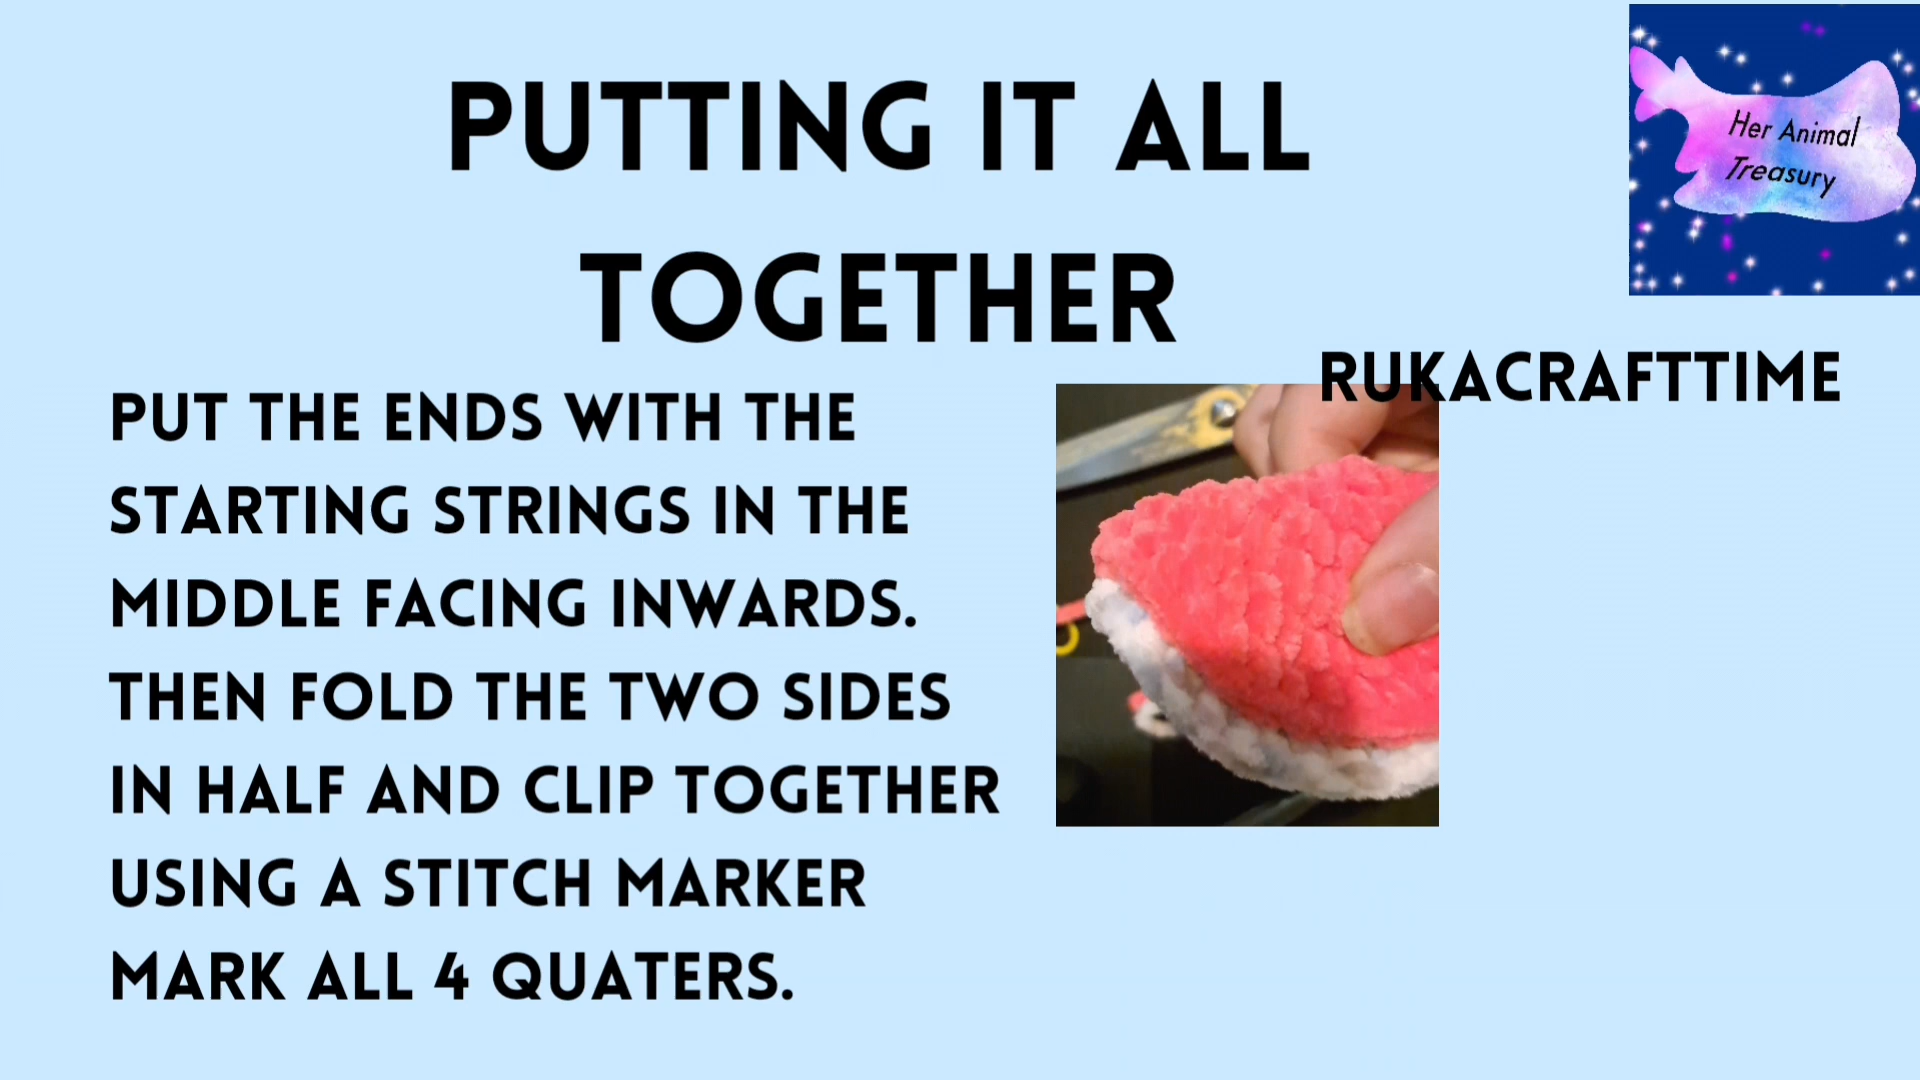 PUTTING IT ALL
TOGETHER
Her Animal
Treasury
RUKACRAFTTIME
PUT THE ENDS WITH THE
STARTING STRINGS IN THE
MIDDLE FACING INWARDS.
THEN FOLD THE TWO SIDES
IN HALF AND CLIP TOGETHER
USING A STITCH MARKER
MARK ALL 4 QUATERS.